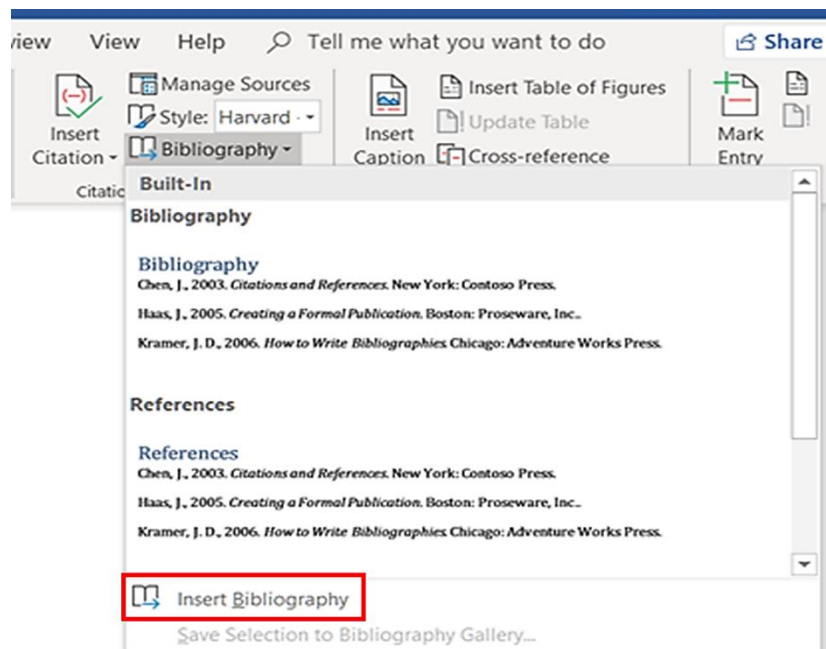 view View Help Tell me what you want to do Share
Manage Sources
Style: Harvard
Bibliography
Insert
Citation
Insert Table of Figures
Update Table
Cross-reference
Insert
Caption
Mark
Entry
Citatio
Built-In
Bibliography
Bibliography
Chen, J., 2003. Citations and References. New York: Contoso Press.
Haas, J., 2005. Creating a Formal Publication. Boston: Proseware, Inc..
Kramer, J. D., 2006. How to Write Bibliographies. Chicago: Adventure Works Press.
References
References
Chen, J., 2003. Citations and References. New York: Contoso Press.
Haas, J., 2005. Creating a Formal Publication. Boston: Proseware, Inc..
Kramer, J. D., 2006. How to Write Bibliographies. Chicago: Adventure Works Press.
Insert Bibliography
Save Selection to Bibliography Gallery...